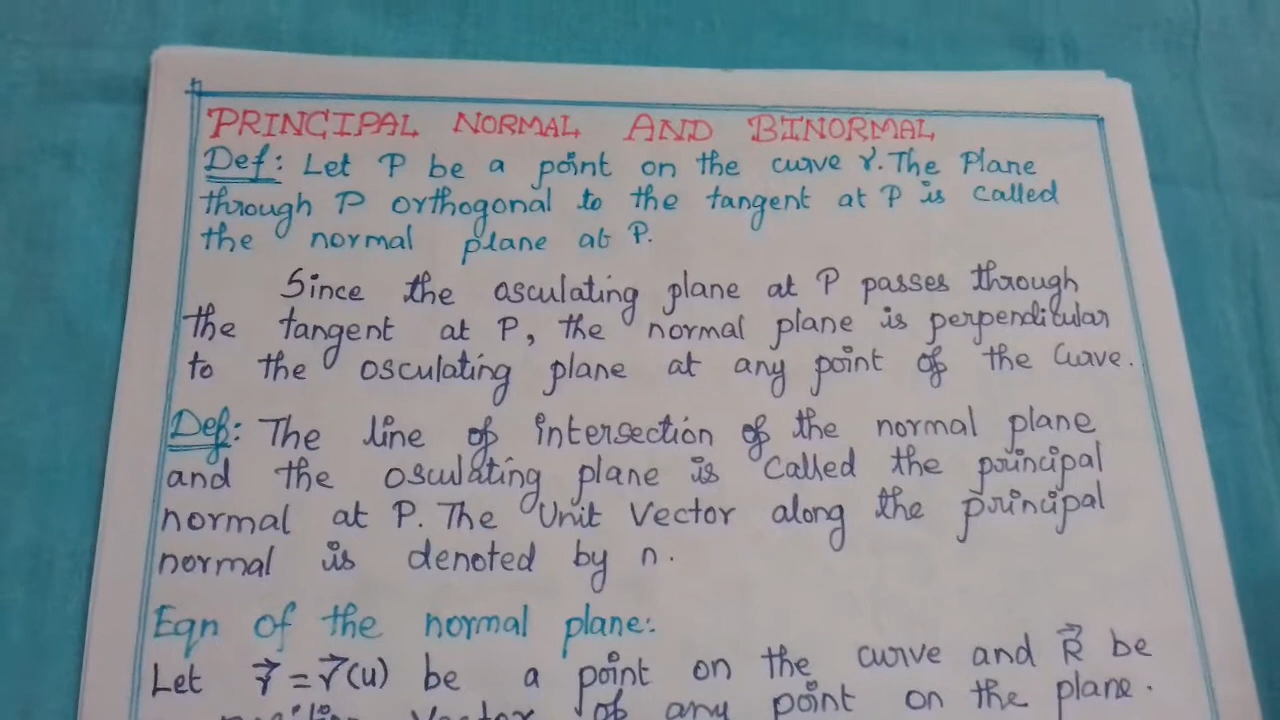 PRINCIPAL NORMAL AND BINORMAL
Def: Let P be a point on the curve γ. The Plane
through P orthogonal to the tangent at P is called
the normal plane at P.
Since the osculating plane at P passes through
the tangent at P, the normal plane is perpendicular
to the osculating plane at any point of the curve.
Def: The line of intersection of the normal plane
and the osculating plane is called the principal
normal at P. The Unit Vector along the principal
normal is denoted by n.
Eqn of the normal plane:
Let r⃗ = r⃗(u) be a point on the curve and R⃗ be
Vector of any point on the plane.